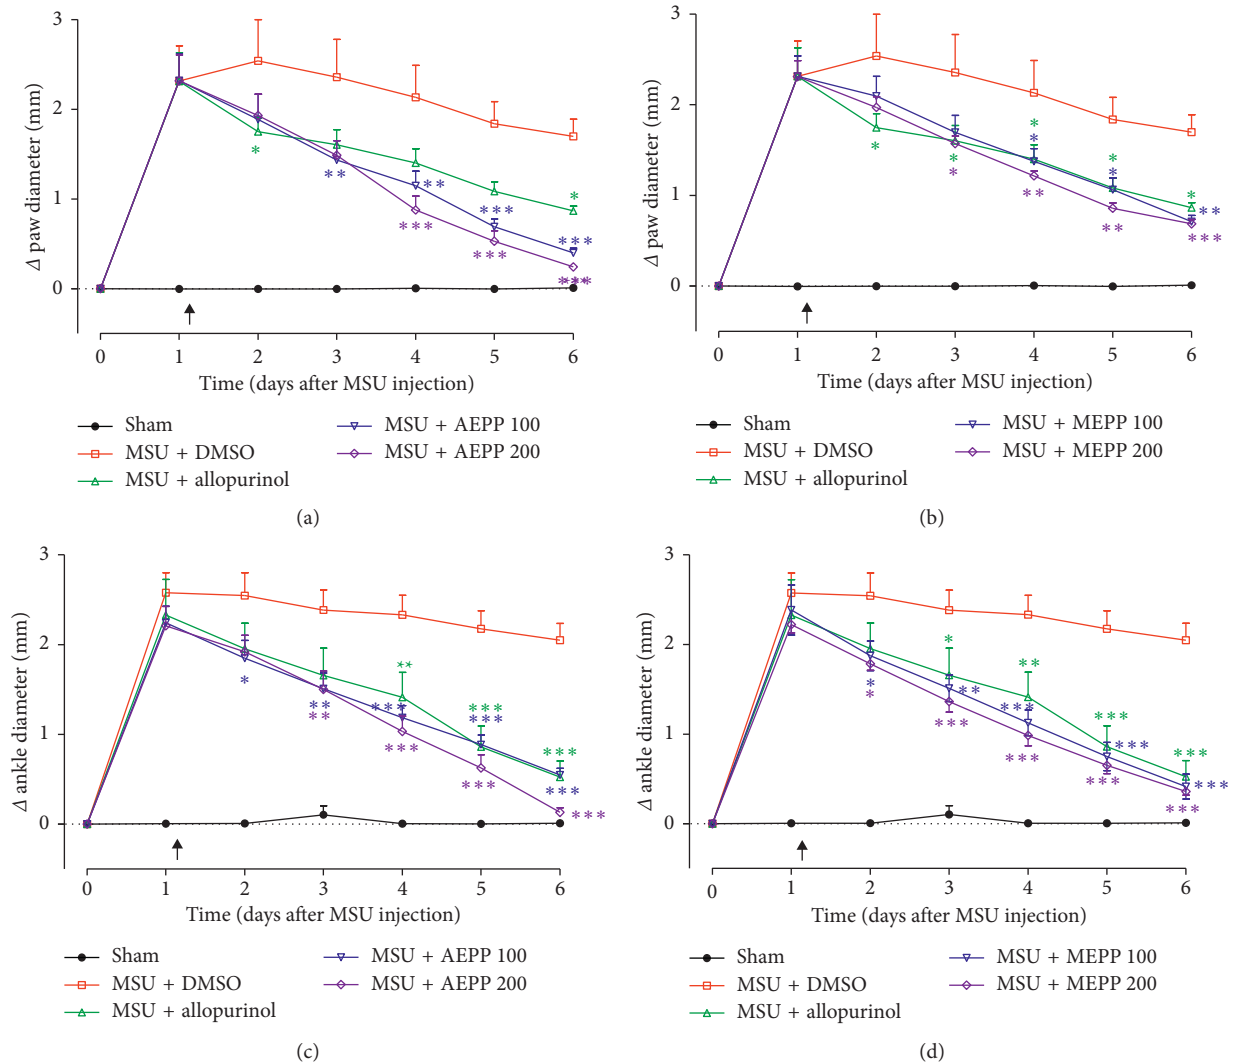 3
2
1
0
Δ paw diameter (mm)
* ** ** *** *** *** * *** ***
0 1 2 3 4 5 6
Time (days after MSU injection)
Sham
MSU + DMSO
MSU + allopurinol
MSU + AEPP 100
MSU + AEPP 200
(a)
3
2
1
0
Δ paw diameter (mm)
* * * * * ** * * ** * ** ***
0 1 2 3 4 5 6
Time (days after MSU injection)
Sham
MSU + DMSO
MSU + allopurinol
MSU + MEPP 100
MSU + MEPP 200
(b)
3
2
1
0
Δ ankle diameter (mm)
* ** ** ** *** *** *** *** *** *** *** ***
0 1 2 3 4 5 6
Time (days after MSU injection)
Sham
MSU + DMSO
MSU + allopurinol
MSU + AEPP 100
MSU + AEPP 200
(c)
3
2
1
0
Δ ankle diameter (mm)
* * * ** *** ** *** *** *** *** *** *** *** ***
0 1 2 3 4 5 6
Time (days after MSU injection)
Sham
MSU + DMSO
MSU + allopurinol
MSU + MEPP 100
MSU + MEPP 200
(d)